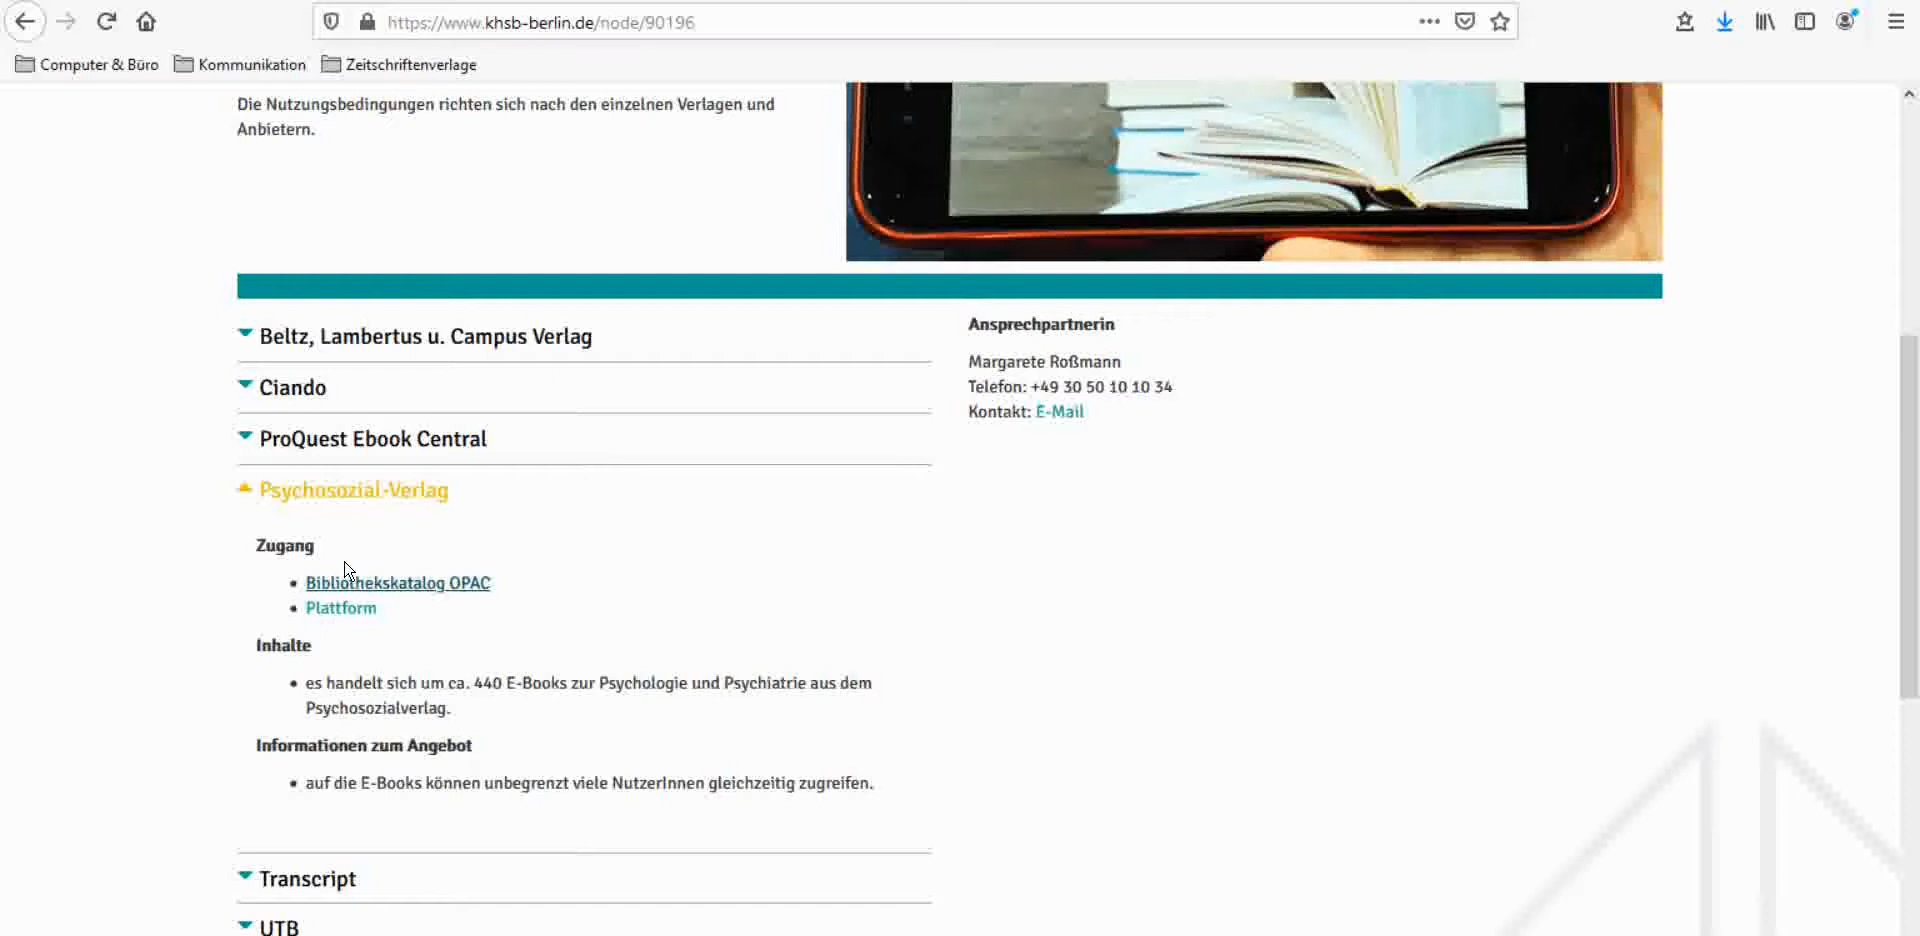 https://www.khsb-berlin.de/node/90196
Computer & Büro
Kommunikation
Zeitschriftenverlage
Die Nutzungsbedingungen richten sich nach den einzelnen Verlagen und
Anbietern.
Beltz, Lambertus u. Campus Verlag
Ciando
ProQuest Ebook Central
Psychosozial-Verlag
Zugang
• Bibliothekskatalog OPAC
• Plattform
Inhalte
• es handelt sich um ca. 440 E-Books zur Psychologie und Psychiatrie aus dem
Psychosozialverlag.
Informationen zum Angebot
• auf die E-Books können unbegrenzt viele NutzerInnen gleichzeitig zugreifen.
Transcript
UTB
Ansprechpartnerin
Margarete Roßmann
Telefon: +49 30 50 10 10 34
Kontakt: E-Mail